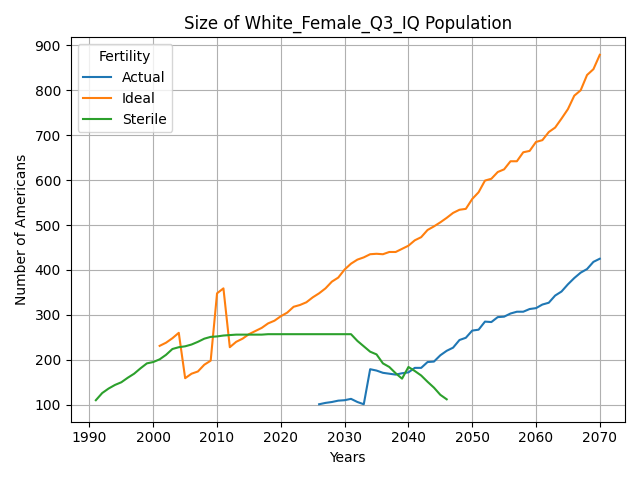 Size of White_Female_Q3_IQ Population
Fertility
Actual
Ideal
Sterile
Number of Americans
900
800
700
600
500
400
300
200
100
1990 2000 2010 2020 2030 2040 2050 2060 2070
Years